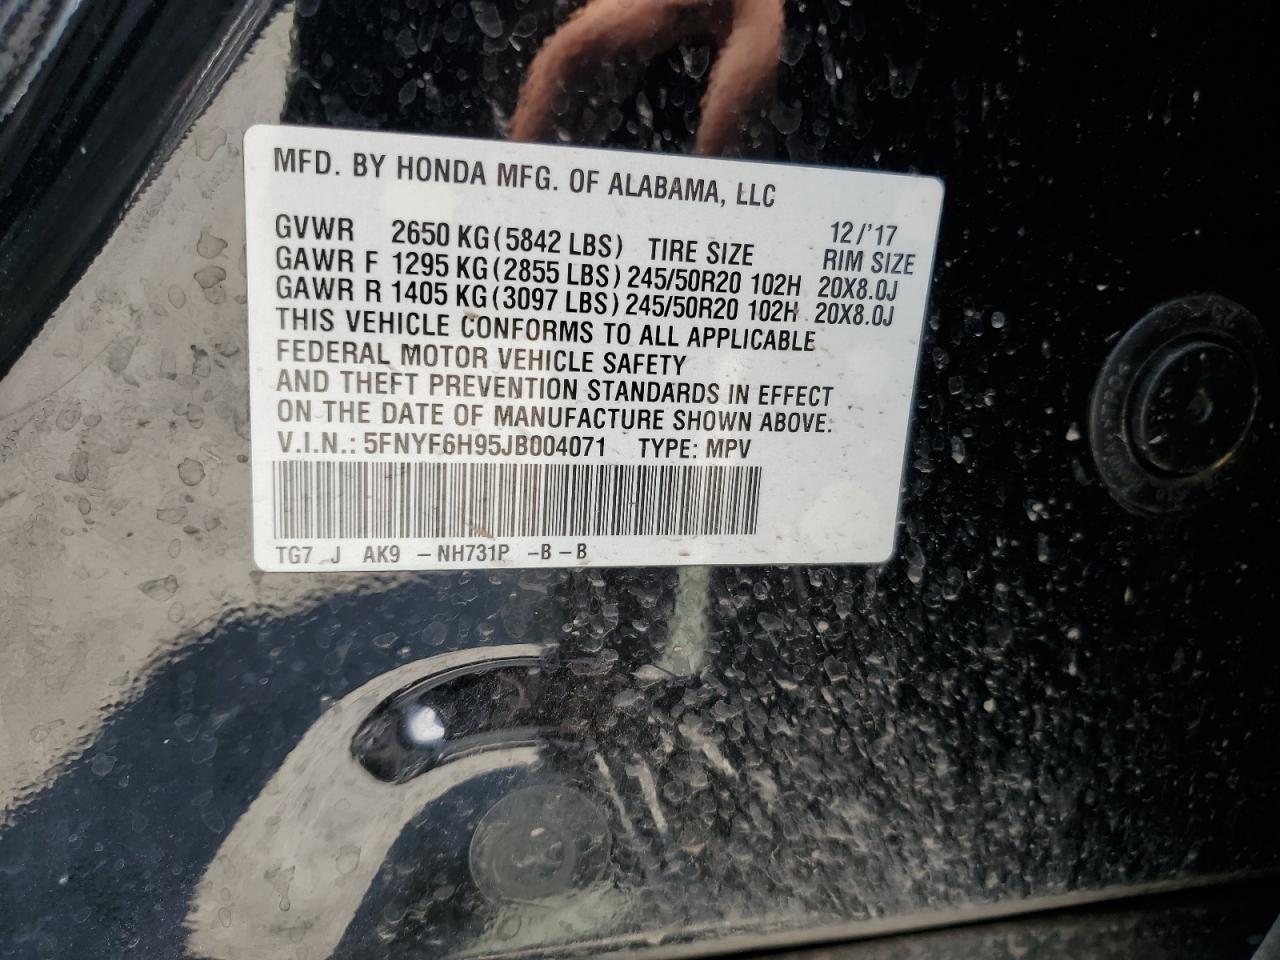 MFD. BY HONDA MFG. OF ALABAMA, LLC
12/'17
GVWR 2650 KG (5842 LBS) TIRE SIZE RIM SIZE
GAWR F 1295 KG (2855 LBS) 245/50R20 102H 20X8.0J
GAWR R 1405 KG (3097 LBS) 245/50R20 102H 20X8.0J
THIS VEHICLE CONFORMS TO ALL APPLICABLE
FEDERAL MOTOR VEHICLE SAFETY
AND THEFT PREVENTION STANDARDS IN EFFECT
ON THE DATE OF MANUFACTURE SHOWN ABOVE.
V.I.N.: 5FNYF6H95JB004071 TYPE: MPV
TG7 J AK9 – NH731P –B – B